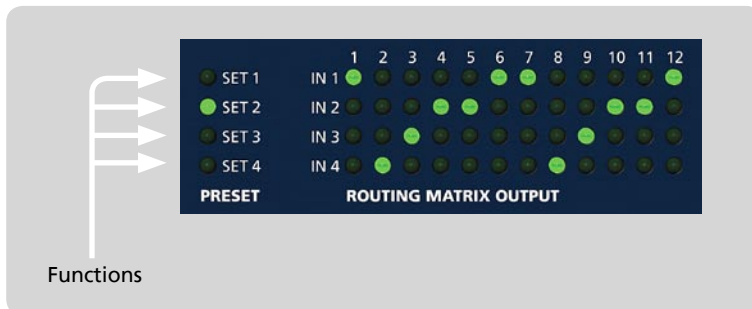 1 2 3 4 5 6 7 8 9 10 11 12
SET 1 IN 1
SET 2 IN 2
SET 3 IN 3
SET 4 IN 4
PRESET ROUTING MATRIX OUTPUT
Functions